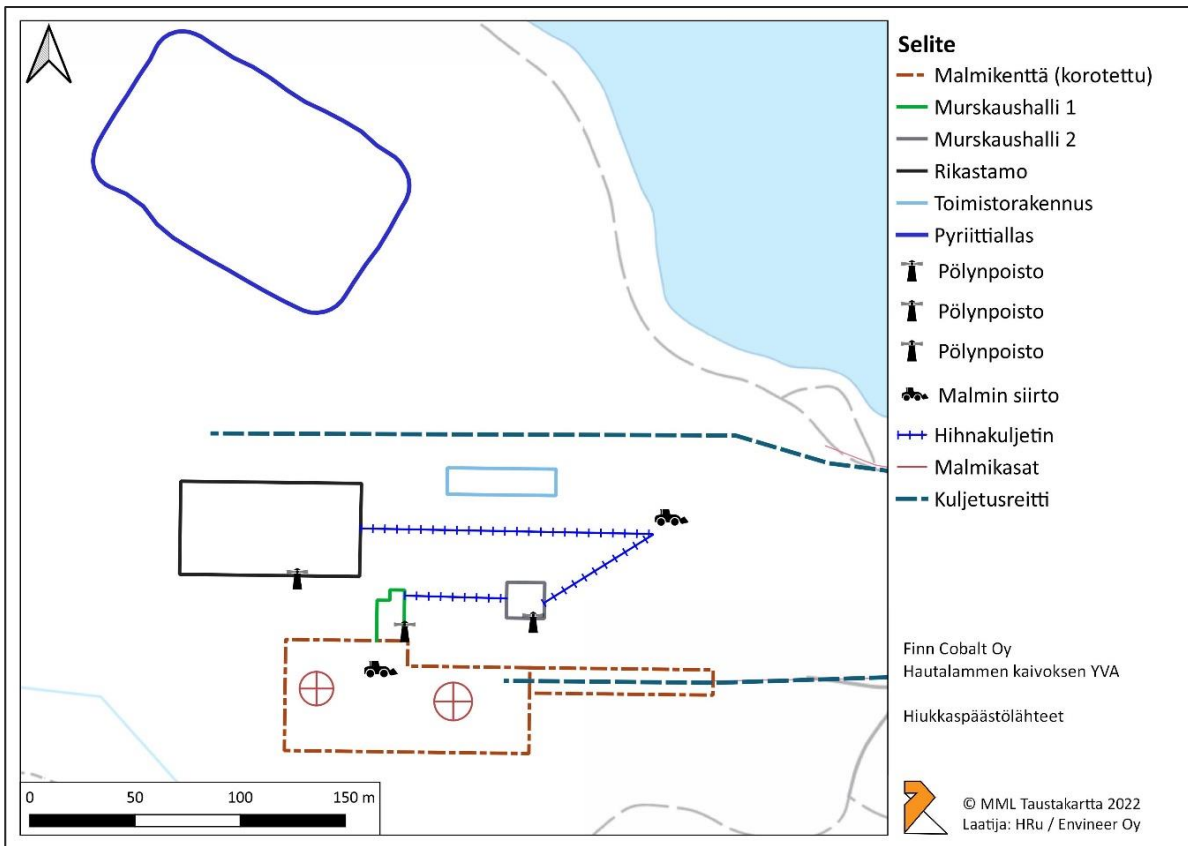 Selite
Malmikenttä (korotettu)
Murskaushalli 1
Murskaushalli 2
Rikastamo
Toimistorakennus
Pyriittiallas
Pölynpoisto
Pölynpoisto
Pölynpoisto
Malmin siirto
Hihnakuljetin
Malmikasat
Kuljetusreitti
Finn Cobalt Oy
Hautalammen kaivoksen YVA
Hiukkaspäästölähteet
0 50 100 150 m
© MML Taustakartta 2022
Laatija: HRu / Envineer Oy